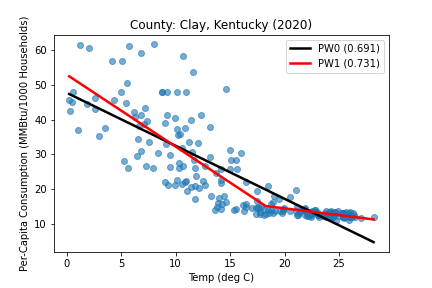 County: Clay, Kentucky (2020)
Per-Capita Consumption (MMBtu/1000 Households)
60
50
40
30
20
10
PW0 (0.691)
PW1 (0.731)
0 5 10 15 20 25
Temp (deg C)